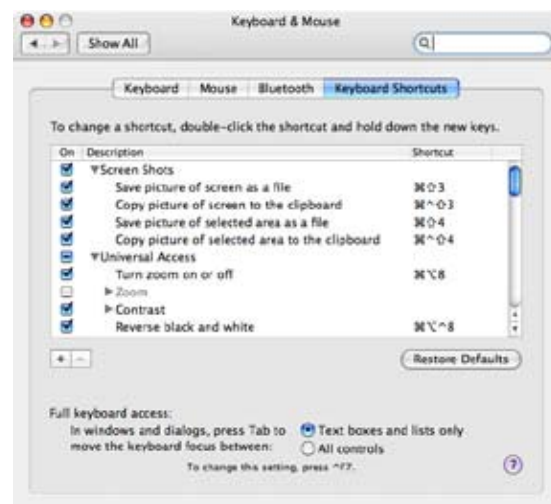 Keyboard & Mouse
Show All
Keyboard Mouse Bluetooth Keyboard Shortcuts
To change a shortcut, double-click the shortcut and hold down the new keys.
On Description Shortcut
▼Screen Shots
Save picture of screen as a file ⌘⇧3
Copy picture of screen to the clipboard ⌘^⇧3
Save picture of selected area as a file ⌘⇧4
Copy picture of selected area to the clipboard ⌘^⇧4
▼Universal Access
Turn zoom on or off ⌘⌥8
▶Zoom
▶Contrast
Reverse black and white ⌘⌥^8
+ -
Restore Defaults
Full keyboard access:
In windows and dialogs, press Tab to
move the keyboard focus between:
Text boxes and lists only
All controls
To change this setting, press ^F7.
?